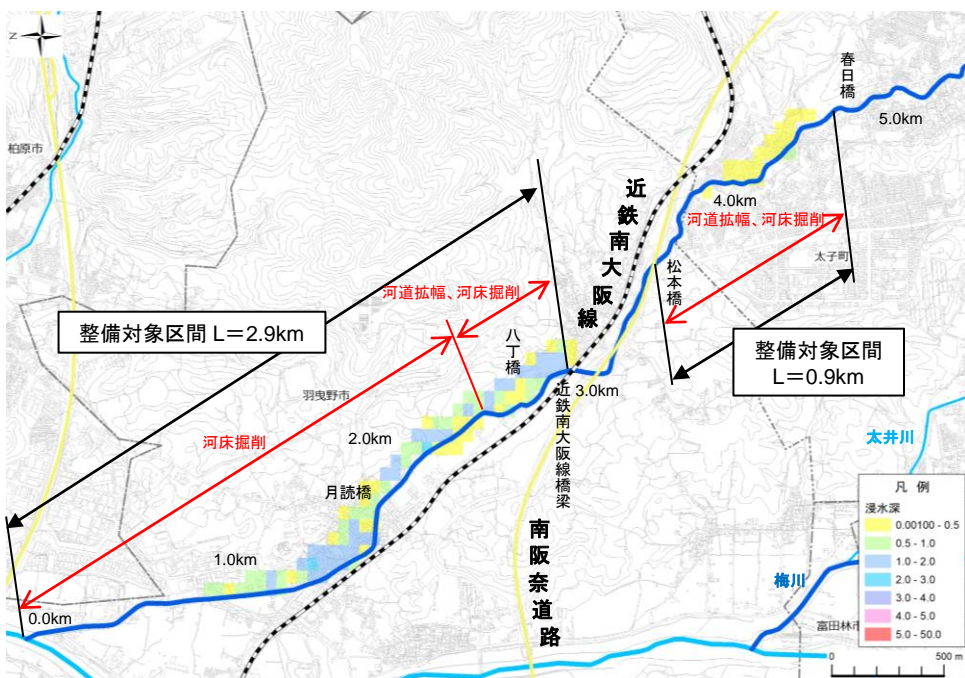 Z
柏原市
春日橋
5.0km
4.0km
河道拡幅、河床掘削
太子町
近鉄南大阪線
松本橋
整備対象区間
L＝0.9km
河道拡幅、河床掘削
整備対象区間 L＝2.9km
八丁橋
3.0km
近鉄南大阪線橋梁
羽曳野市
河床掘削
2.0km
月読橋
1.0km
0.0km
南阪奈道路
太井川
梅川
富田林市
凡 例
浸水深
0.00100 - 0.5
0.5 - 1.0
1.0 - 2.0
2.0 - 3.0
3.0 - 4.0
4.0 - 5.0
5.0 - 50.0
0
500 m